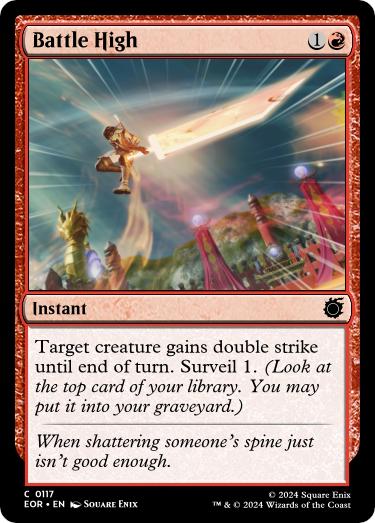 Battle High
1
Instant
Target creature gains double strike
until end of turn. Surveil 1. (Look at
the top card of your library. You may
put it into your graveyard.)
When shattering someone's spine just
isn't good enough.
C 0117
© 2024 Square Enix
EOR • EN Square Enix
™ & © 2024 Wizards of the Coast